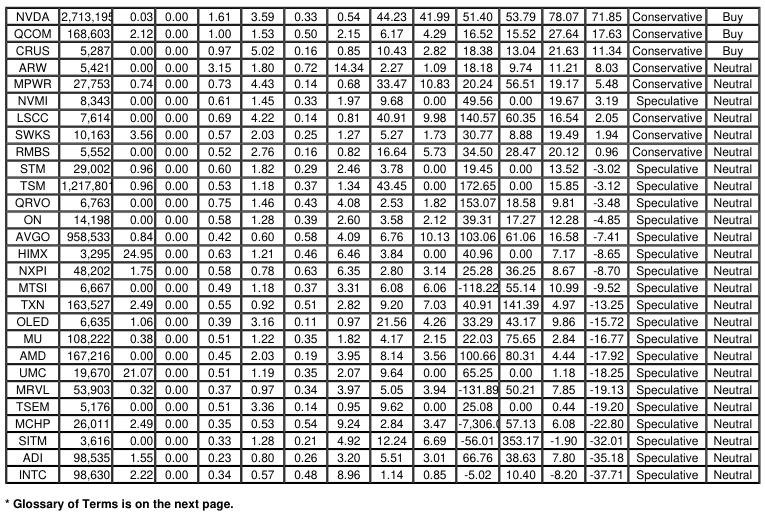 NVDA 2,713,195 0.03 0.00 1.61 3.59 0.33 0.54 44.23 41.99 51.40 53.79 78.07 71.85 Conservative Buy
QCOM 168,603 2.12 0.00 1.00 1.53 0.50 2.15 6.17 4.29 16.52 15.52 27.64 17.63 Conservative Buy
CRUS 5,287 0.00 0.00 0.97 5.02 0.16 0.85 10.43 2.82 18.38 13.04 21.63 11.34 Conservative Buy
ARW 5,421 0.00 3.15 1.80 0.72 14.34 2.27 1.09 18.18 9.74 11.21 8.03 Conservative Neutral
MPWR 27,753 0.74 0.00 0.73 4.43 0.14 0.68 33.47 10.83 20.24 56.51 19.17 5.48 Conservative Neutral
NVMI 8,343 0.00 0.61 1.45 0.33 1.97 9.68 0.00 49.56 0.00 19.67 3.19 Speculative Neutral
LSCC 7,614 0.00 0.69 4.22 0.14 0.81 40.91 9.98 140.57 60.35 16.54 2.05 Conservative Neutral
SWKS 10,163 3.56 0.00 0.57 2.03 0.25 1.27 5.27 1.73 30.77 8.88 19.49 1.94 Conservative Neutral
RMBS 5,552 0.00 0.52 2.76 0.16 0.82 16.64 5.73 34.50 28.47 20.12 0.96 Conservative Neutral
STM 29,002 0.96 0.00 0.60 1.82 0.29 2.46 3.78 0.00 19.45 0.00 13.52 -3.02 Speculative Neutral
TSM 1,217,801 0.96 0.00 0.53 1.18 0.37 1.34 43.45 0.00 172.65 0.00 15.85 -3.12 Speculative Neutral
QRVO 6,763 0.00 0.75 1.46 0.43 4.08 2.53 1.82 153.07 18.58 9.81 -3.48 Speculative Neutral
ON 14,198 0.00 0.58 1.28 0.39 2.60 3.58 2.12 39.31 17.27 12.28 -4.85 Speculative Neutral
AVGO 958,533 0.84 0.00 0.42 0.60 0.58 4.09 6.76 10.13 103.06 61.06 16.58 -7.41 Speculative Neutral
HIMX 3,295 24.95 0.00 0.63 1.21 0.46 6.46 3.84 0.00 40.96 0.00 7.17 -8.65 Speculative Neutral
NXPI 48,202 1.75 0.00 0.58 0.78 0.63 6.35 2.80 3.14 25.28 36.25 8.67 -8.70 Speculative Neutral
MTSI 6,667 0.00 0.49 1.18 0.37 3.31 6.08 6.06 -118.22 55.14 10.99 -9.52 Speculative Neutral
TXN 163,527 2.49 0.00 0.55 0.92 0.51 2.82 9.20 7.03 40.91 141.39 4.97 -13.25 Speculative Neutral
OLED 6,635 1.06 0.00 0.39 3.16 0.11 0.97 21.56 4.26 33.29 43.17 9.86 -15.72 Speculative Neutral
MU 108,222 0.38 0.00 0.51 1.22 0.35 1.82 4.17 2.15 22.03 75.65 2.84 -16.77 Speculative Neutral
AMD 167,216 0.00 0.45 2.03 0.19 3.95 8.14 3.56 100.66 80.31 4.44 -17.92 Speculative Neutral
UMC 19,670 21.07 0.00 0.51 1.19 0.35 2.07 9.64 0.00 65.25 0.00 1.18 -18.25 Speculative Neutral
MRVL 53,903 0.32 0.00 0.37 0.97 0.34 3.97 5.05 3.94 -131.89 50.21 7.85 -19.13 Speculative Neutral
TSEM 5,176 0.00 0.51 3.36 0.14 0.95 9.62 0.00 25.08 0.00 0.44 -19.20 Speculative Neutral
MCHP 26,011 2.49 0.00 0.35 0.53 0.54 9.24 2.84 3.47 -7,306.0 57.13 6.08 -22.80 Speculative Neutral
SITM 3,616 0.00 0.33 1.28 0.21 4.92 12.24 6.69 -56.01 353.17 -1.90 -32.01 Speculative Neutral
ADI 98,535 1.55 0.00 0.23 0.80 0.26 3.20 5.51 3.01 66.76 38.63 7.80 -35.18 Speculative Neutral
INTC 98,630 2.22 0.00 0.34 0.57 0.48 8.96 1.14 0.85 -5.02 10.40 -8.20 -37.71 Speculative Neutral
* Glossary of Terms is on the next page.